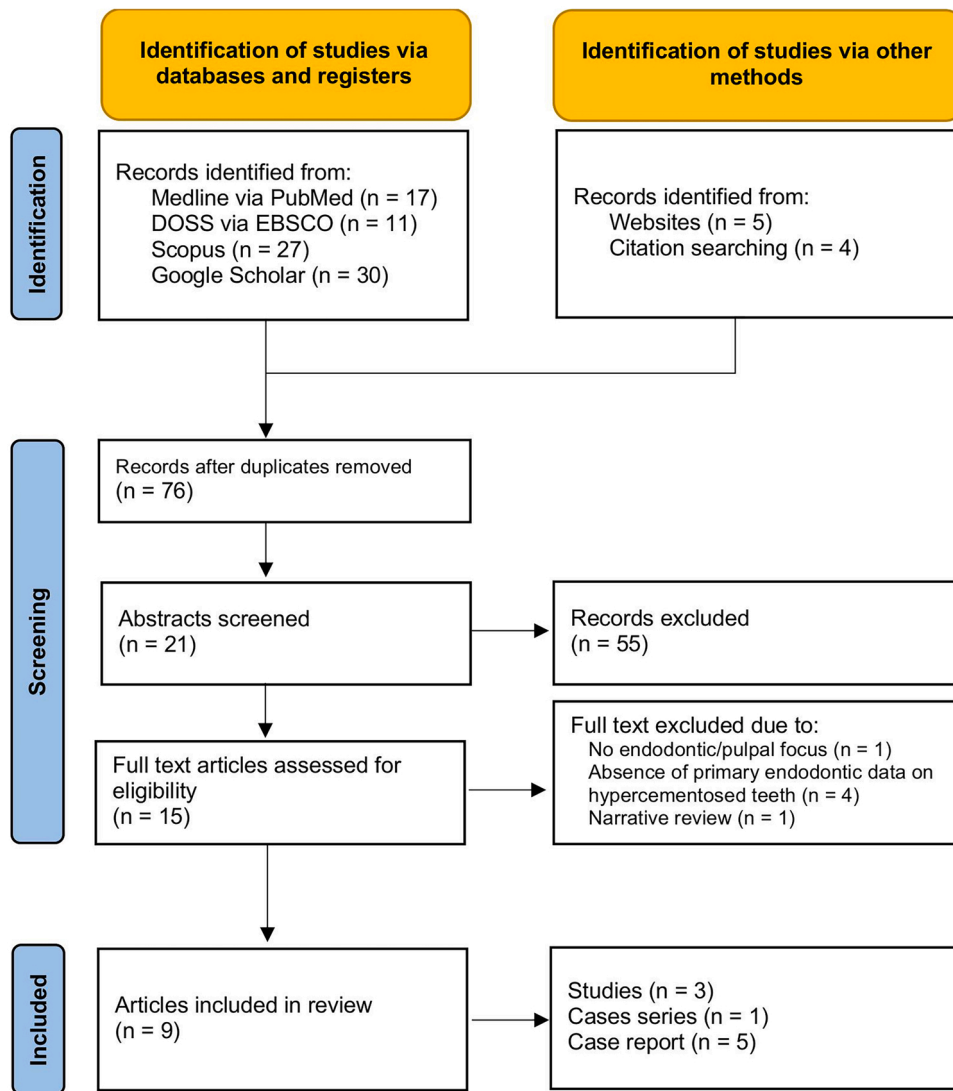 Identification of studies via
databases and registers
Identification of studies via other
methods
Identification
Records identified from:
Medline via PubMed (n = 17)
DOSS via EBSCO (n = 11)
Scopus (n = 27)
Google Scholar (n = 30)
Records identified from:
Websites (n = 5)
Citation searching (n = 4)
Screening
Records after duplicates removed
(n = 76)
Abstracts screened
(n = 21)
Records excluded
(n = 55)
Full text articles assessed for
eligibility
(n = 15)
Full text excluded due to:
No endodontic/pulpal focus (n = 1)
Absence of primary endodontic data on
hypercementosed teeth (n = 4)
Narrative review (n = 1)
Included
Articles included in review
(n = 9)
Studies (n = 3)
Cases series (n = 1)
Case report (n = 5)